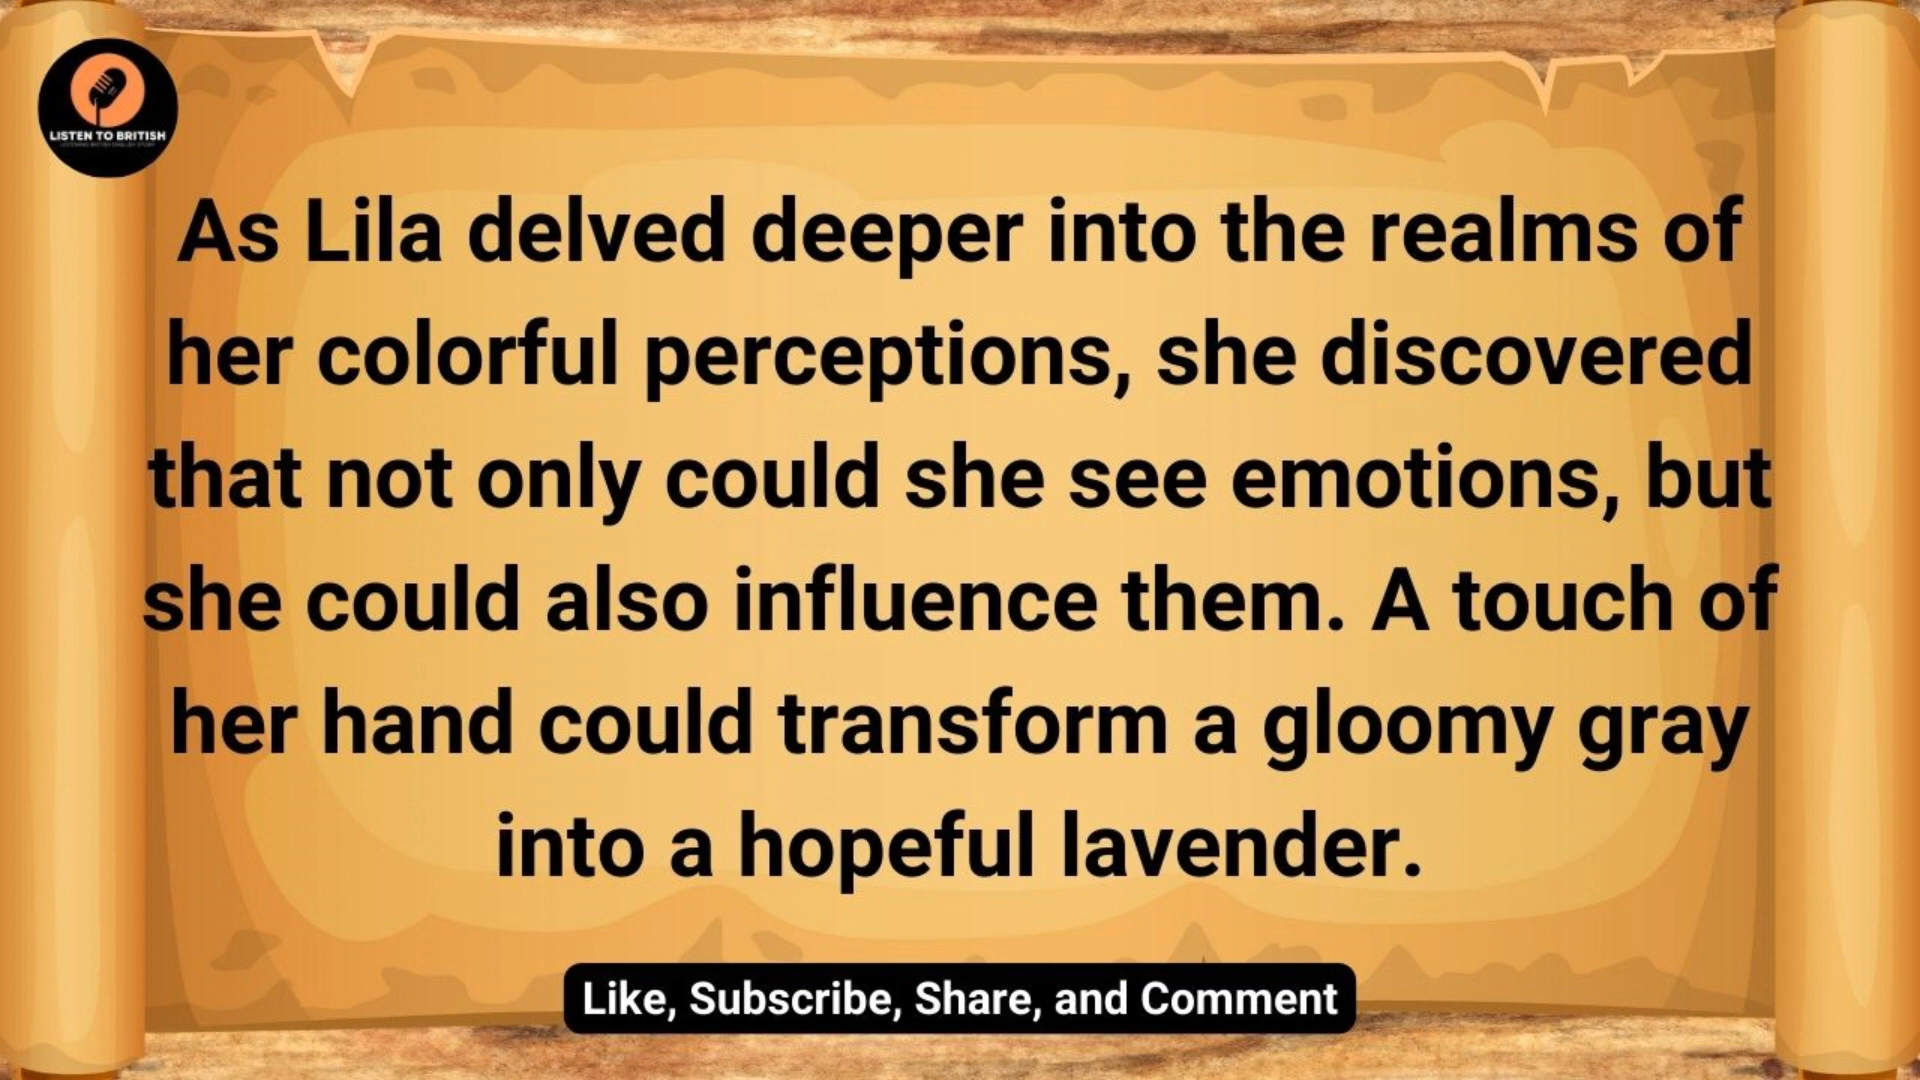 LISTEN TO BRITISH
As Lila delved deeper into the realms of
her colorful perceptions, she discovered
that not only could she see emotions, but
she could also influence them. A touch of
her hand could transform a gloomy gray
into a hopeful lavender.
Like, Subscribe, Share, and Comment